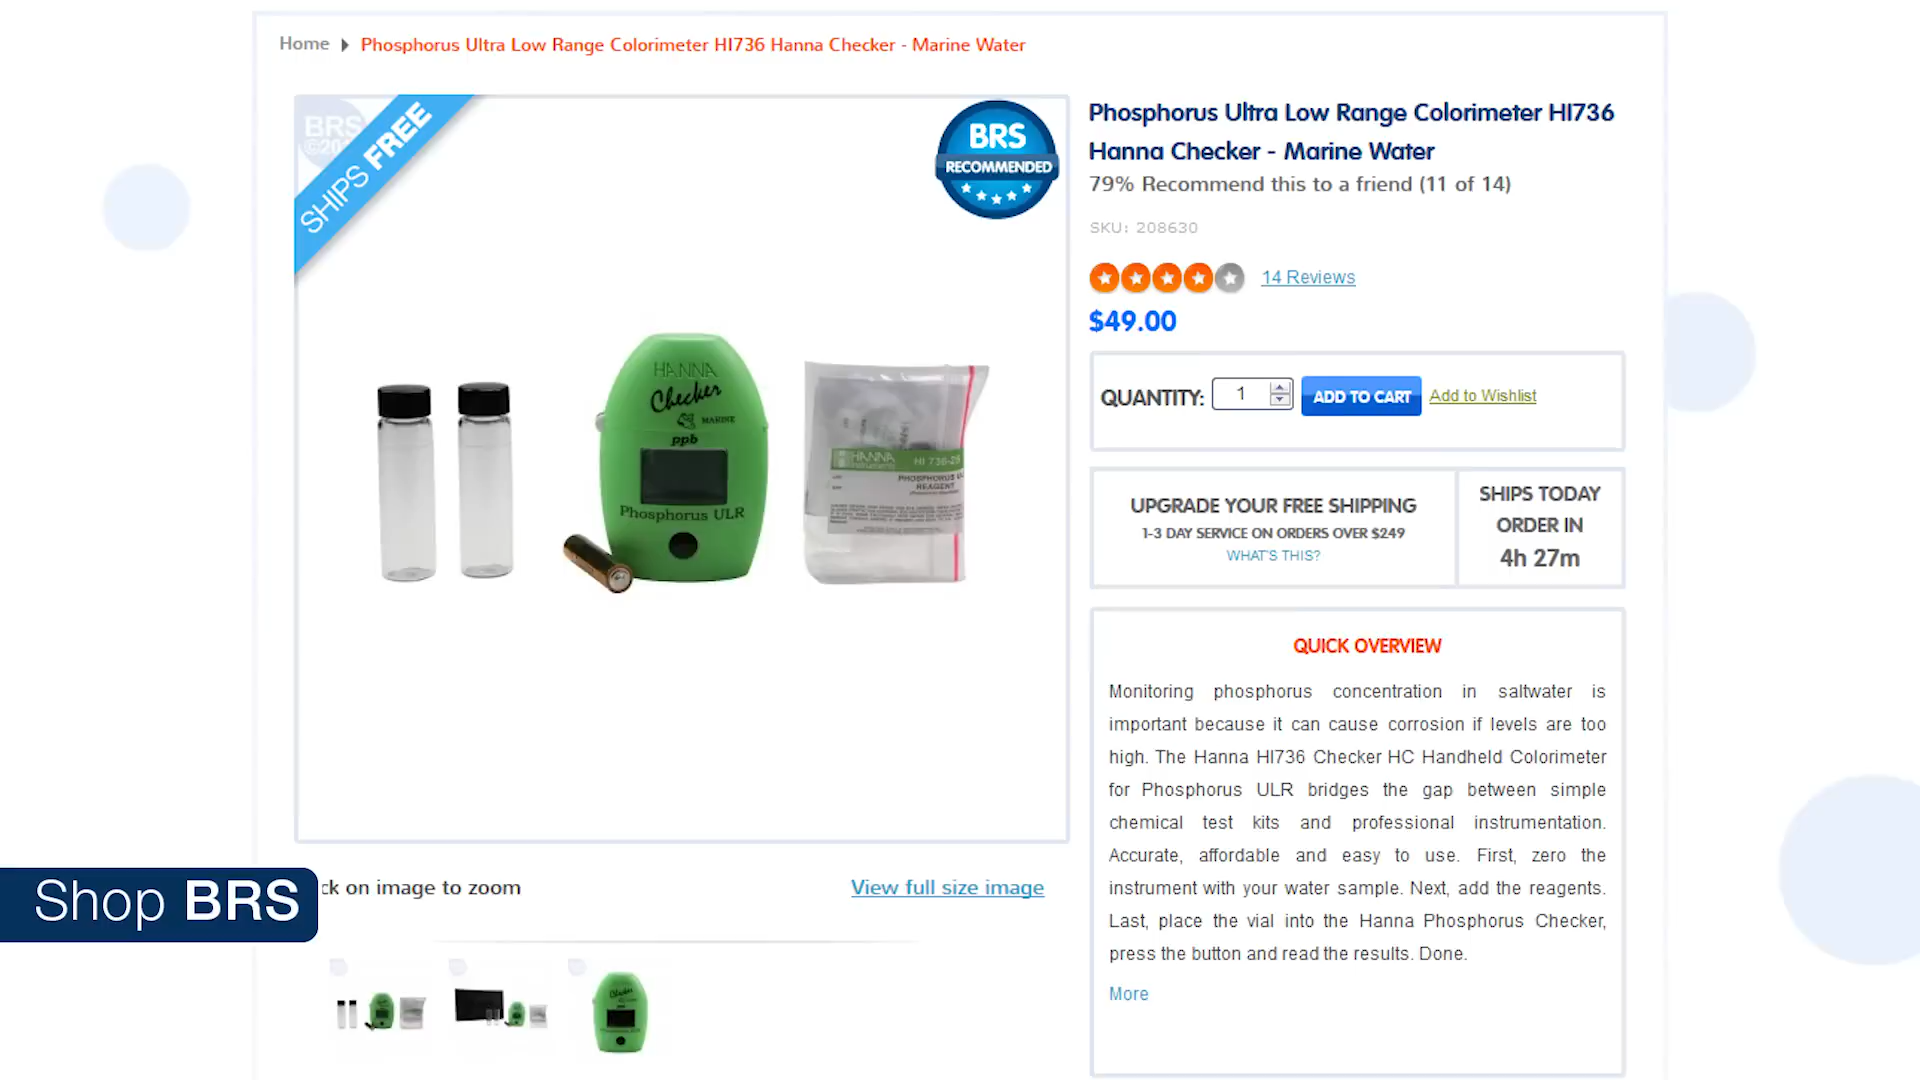 Home
Phosphorus Ultra Low Range Colorimeter HI736 Hanna Checker - Marine Water
BRS
SHIPS FREE
BRS
RECOMMENDED
HANNA
Checker
MARINE
ppb
Phosphorus ULR
HANNA
HI 736-25
PHOSPHORUS
REAGENT
Phosphorus Ultra Low Range Colorimeter HI736
Hanna Checker - Marine Water
79% Recommend this to a friend (11 of 14)
SKU: 208630
14 Reviews
$49.00
QUANTITY: 1 ADD TO CART Add to Wishlist
UPGRADE YOUR FREE SHIPPING
1-3 DAY SERVICE ON ORDERS OVER $249
WHAT'S THIS?
SHIPS TODAY
ORDER IN
4h 27m
QUICK OVERVIEW
Monitoring phosphorus concentration in saltwater is
important because it can cause corrosion if levels are too
high. The Hanna HI736 Checker HC Handheld Colorimeter
for Phosphorus ULR bridges the gap between simple
chemical test kits and professional instrumentation.
Accurate, affordable and easy to use. First, zero the
instrument with your water sample. Next, add the reagents.
Last, place the vial into the Hanna Phosphorus Checker,
press the button and read the results. Done.
More
ck on image to zoom
View full size image
Shop BRS